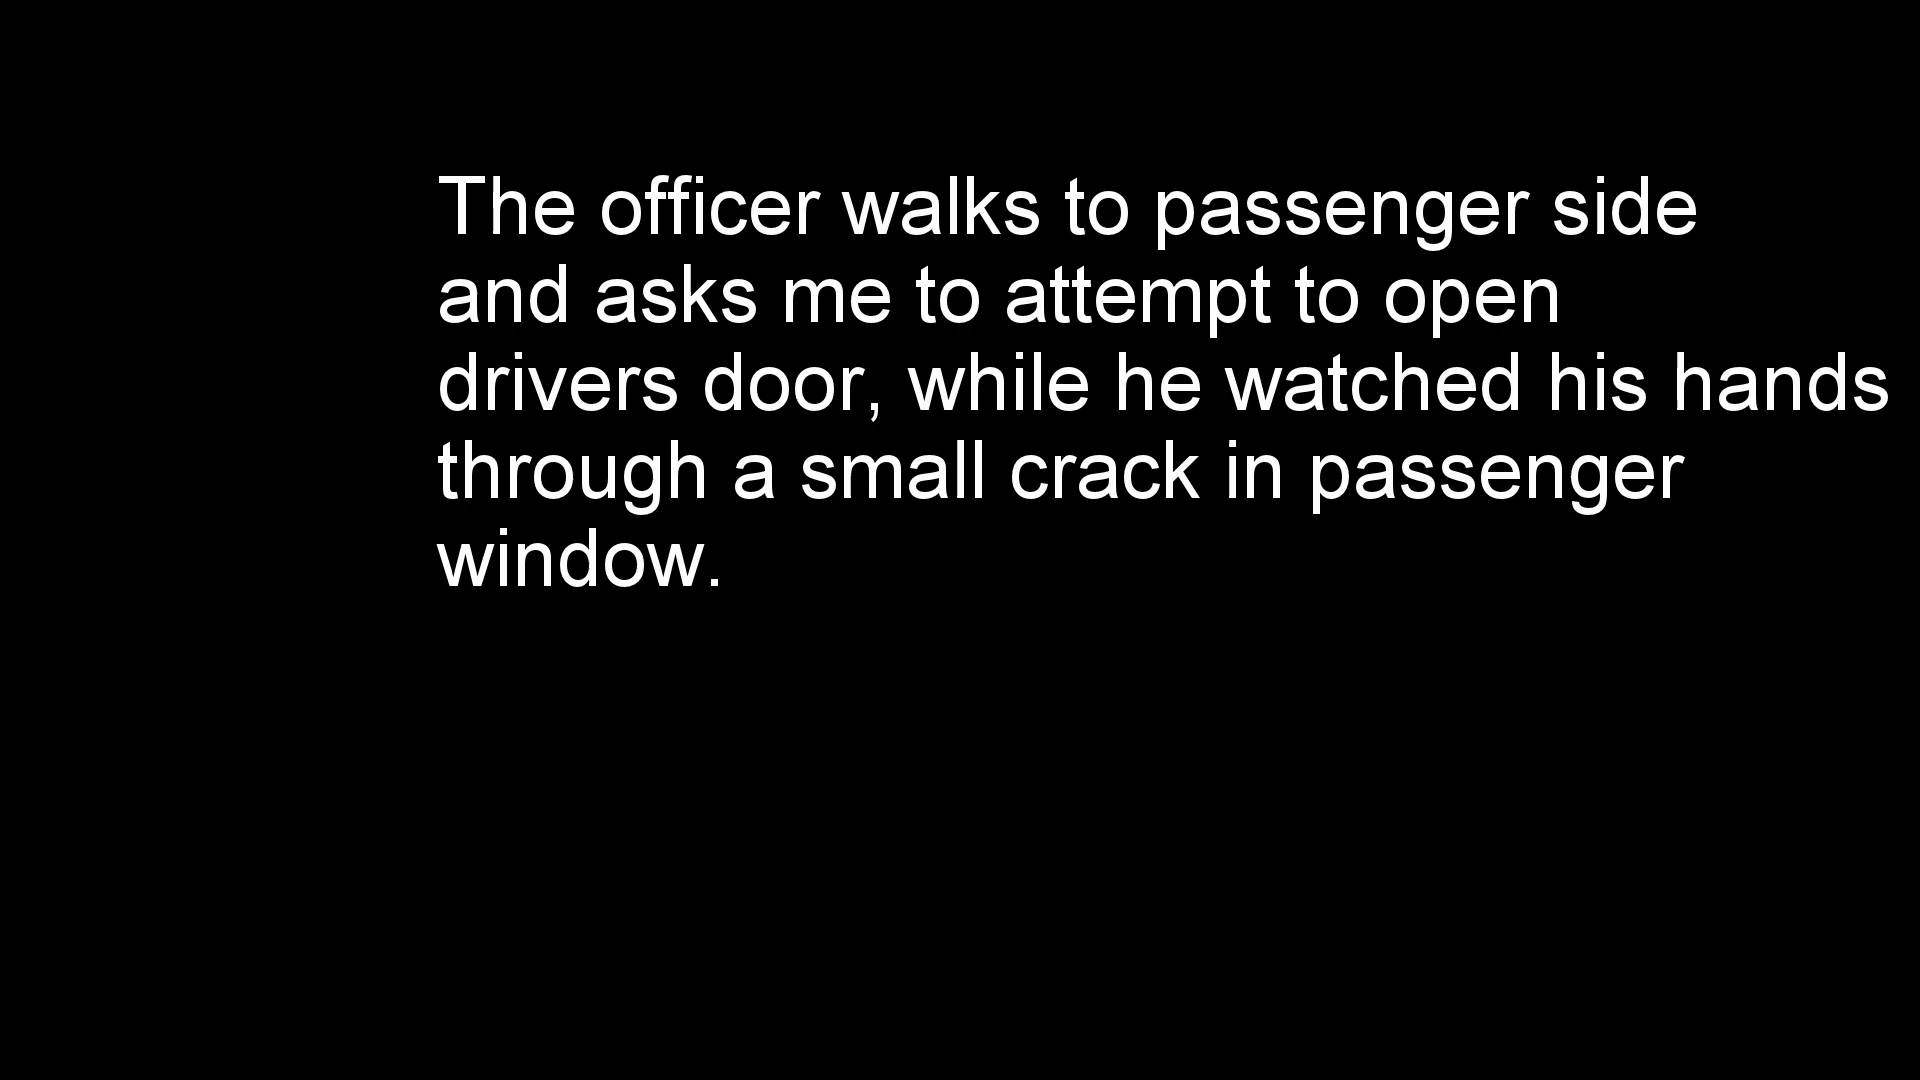 The officer walks to passenger side
and asks me to attempt to open
drivers door, while he watched his hands
through a small crack in passenger
window.